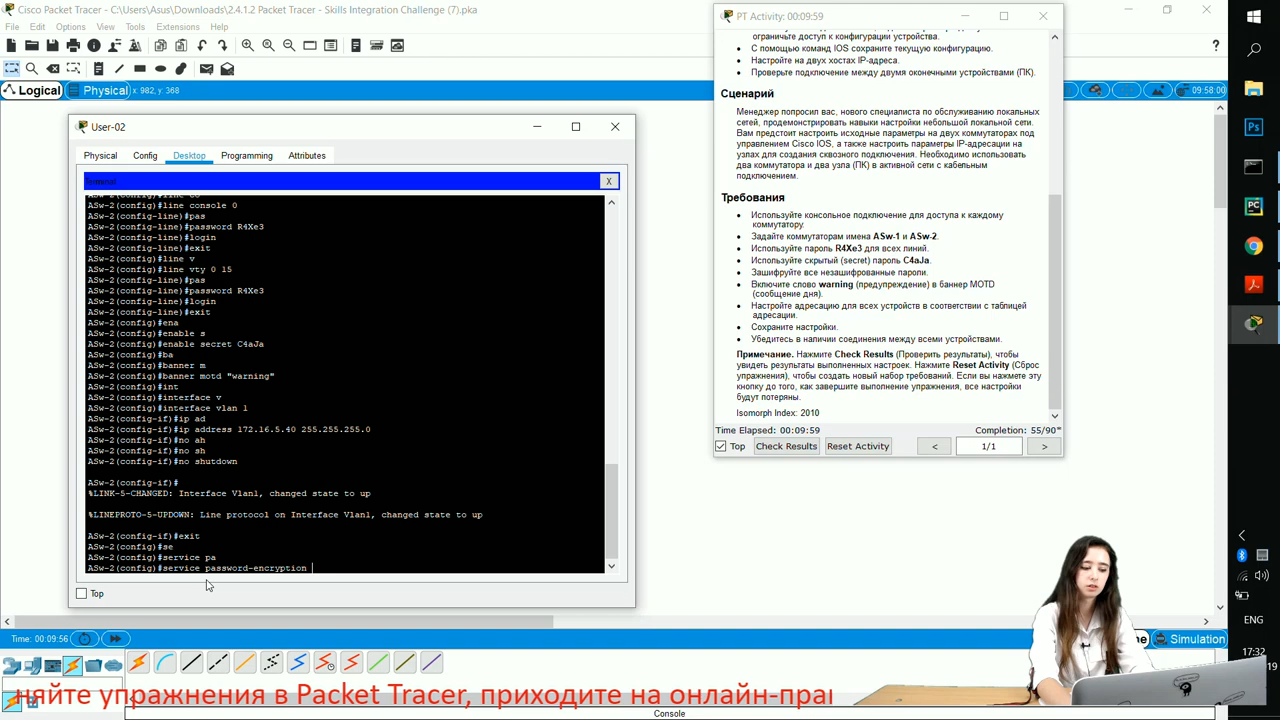 Cisco Packet Tracer - C:\Users\Asus\Downloads\2.4.1.2 Packet Tracer - Skills Integration Challenge (7).pka
File Edit Options View Tools Extensions Help
Logical Physical x: 982, y: 368
09:58:00
User-02
Physical Config Desktop Programming Attributes
Terminal X
ASw-2(config)#line co
ASw-2(config)#line console 0
ASw-2(config-line)#pas
ASw-2(config-line)#password R4Xe3
ASw-2(config-line)#login
ASw-2(config-line)#exit
ASw-2(config)#line v
ASw-2(config)#line vty 0 15
ASw-2(config-line)#pas
ASw-2(config-line)#password R4Xe3
ASw-2(config-line)#login
ASw-2(config-line)#exit
ASw-2(config)#ena
ASw-2(config)#enable s
ASw-2(config)#enable secret C4aJa
ASw-2(config)#ba
ASw-2(config)#banner m
ASw-2(config)#banner motd "warning"
ASw-2(config)#int
ASw-2(config)#interface v
ASw-2(config)#interface vlan 1
ASw-2(config-if)#ip ad
ASw-2(config-if)#ip address 172.16.5.40 255.255.255.0
ASw-2(config-if)#no ah
ASw-2(config-if)#no sh
ASw-2(config-if)#no shutdown
ASw-2(config-if)#
%LINK-5-CHANGED: Interface Vlan1, changed state to up
%LINEPROTO-5-UPDOWN: Line protocol on Interface Vlan1, changed state to up
ASw-2(config-if)#exit
ASw-2(config)#se
ASw-2(config)#service pa
ASw-2(config)#service password-encryption
Top
PT Activity: 00:09:59
ограничьте доступ к конфигурации устройства.
• С помощью команд IOS сохраните текущую конфигурацию.
• Настройте на двух хостах IP-адреса.
• Проверьте подключение между двумя оконечными устройствами (ПК).
Сценарий
Менеджер попросил вас, нового специалиста по обслуживанию локальных
сетей, продемонстрировать навыки настройки небольшой локальной сети.
Вам предстоит настроить исходные параметры на двух коммутаторах под
управлением Cisco IOS, а также настроить параметры IP-адресации на
узлах для создания сквозного подключения. Необходимо использовать
два коммутатора и два узла (ПК) в активной сети с кабельным
подключением.
Требования
• Используйте консольное подключение для доступа к каждому
коммутатору.
• Задайте коммутаторам имена ASw-1 и ASw-2.
• Используйте пароль R4Xe3 для всех линий.
• Используйте скрытый (secret) пароль C4aJa.
• Зашифруйте все незашифрованные пароли.
• Включите слово warning (предупреждение) в баннер MOTD
(сообщение дня).
• Настройте адресацию для всех устройств в соответствии с таблицей
адресации.
• Сохраните настройки.
• Убедитесь в наличии соединения между всеми устройствами.
Примечание. Нажмите Check Results (Проверить результаты), чтобы
увидеть результаты выполненных настроек. Нажмите Reset Activity (Сброс
упражнения), чтобы создать новый набор требований. Если вы нажмете эту
кнопку до того, как завершите выполнение упражнения, все настройки
будут потеряны.
Isomorph Index: 2010
Time Elapsed: 00:09:59 Completion: 55/90
Top Check Results Reset Activity < 1/1 >
Time: 00:09:56
Simulation
няйте упражнения в Packet Tracer, приходите на онлайн-пра
Console
ENG
17:32